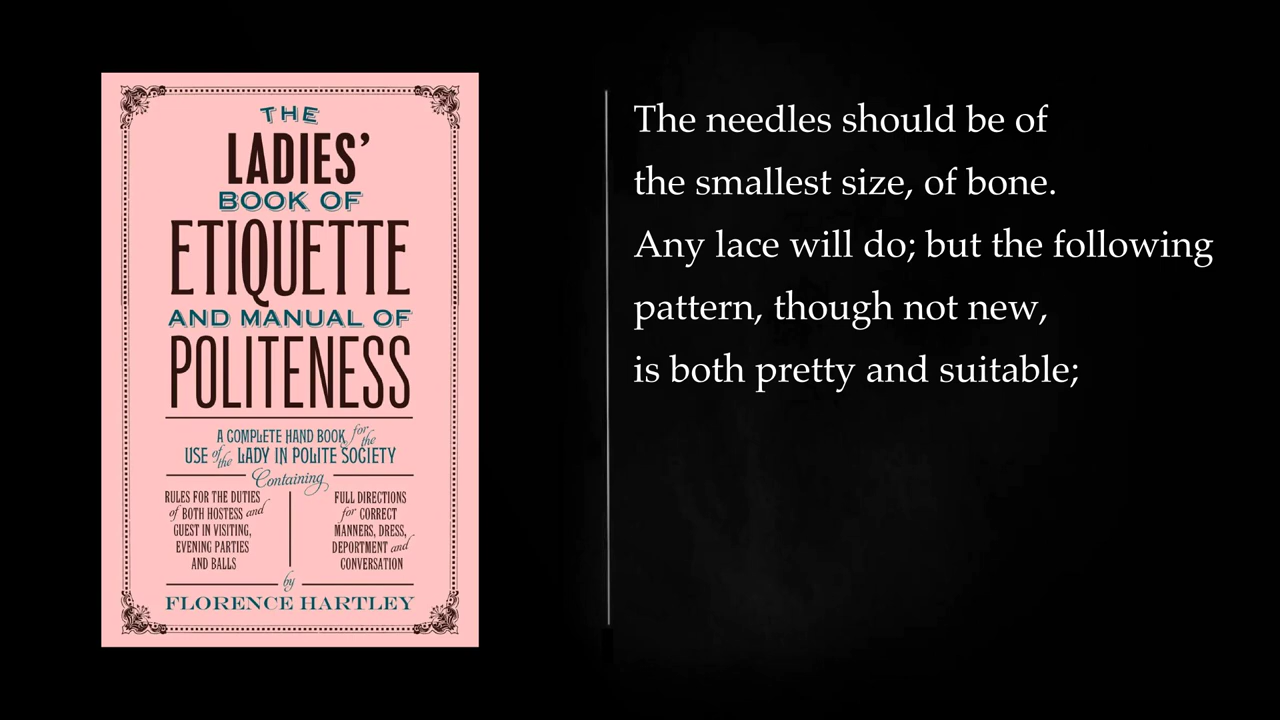 THE
LADIES'
BOOK OF
ETIQUETTE
AND MANUAL OF
POLITENESS
A COMPLETE HAND BOOK for the
USE of the LADY IN POLITE SOCIETY
Containing
RULES FOR THE DUTIES
of BOTH HOSTESS and
GUEST IN VISITING,
EVENING PARTIES
AND BALLS
FULL DIRECTIONS
for CORRECT
MANNERS, DRESS,
DEPORTMENT and
CONVERSATION
by
FLORENCE HARTLEY
The needles should be of
the smallest size, of bone.
Any lace will do; but the following
pattern, though not new,
is both pretty and suitable;